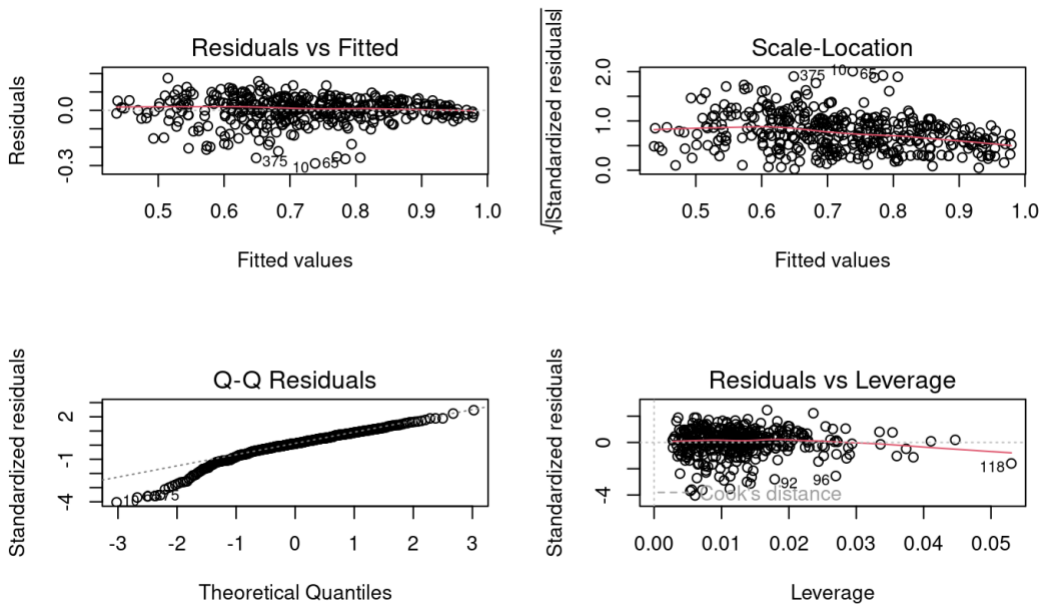 Residuals vs Fitted
Residuals
0.0
-0.3
375
10
65
0.5 0.6 0.7 0.8 0.9 1.0
Fitted values
Scale-Location
√|Standardized residuals|
2.0
1.0
0.0
375
10
65
0.5 0.6 0.7 0.8 0.9 1.0
Fitted values
Q-Q Residuals
Standardized residuals
2
-1
-4
-3 -2 -1 0 1 2 3
Theoretical Quantiles
Residuals vs Leverage
Standardized residuals
0
-4
92
96
118
Cook's distance
0.00 0.01 0.02 0.03 0.04 0.05
Leverage